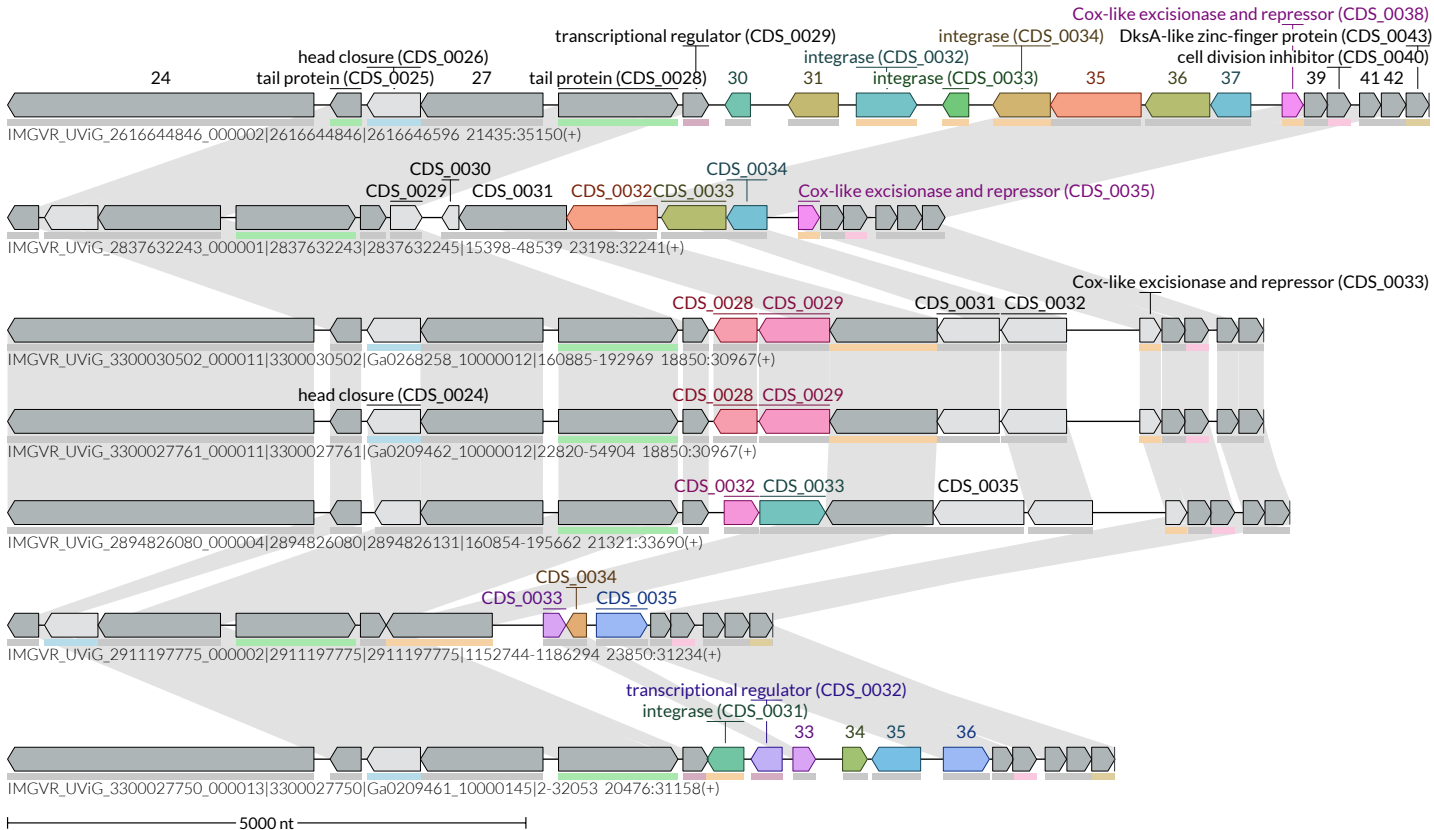 Cox-like excisionase and repressor (CDS_0038)
transcriptional regulator (CDS_0029) integrase (CDS_0034) DksA-like zinc-finger protein (CDS_0043)
head closure (CDS_0026) integrase (CDS_0032) cell division inhibitor (CDS_0040)
24 tail protein (CDS_0025) 27 tail protein (CDS_0028) 30 31 integrase (CDS_0033) 35 36 37 39 41 42
IMGVR_UViG_2616644846_000002|2616644846|2616646596 21435:35150(+)
CDS_0030 CDS_0034
CDS_0029 CDS_0031 CDS_0032 CDS_0033 Cox-like excisionase and repressor (CDS_0035)
IMGVR_UViG_2837632243_000001|2837632243|2837632245|15398-48539 23198:32241(+)
Cox-like excisionase and repressor (CDS_0033)
CDS_0028 CDS_0029 CDS_0031 CDS_0032
IMGVR_UViG_3300030502_000011|3300030502|Ga0268258_10000012|160885-192969 18850:30967(+)
head closure (CDS_0024) CDS_0028 CDS_0029
IMGVR_UViG_3300027761_000011|3300027761|Ga0209462_10000012|22820-54904 18850:30967(+)
CDS_0032 CDS_0033 CDS_0035
IMGVR_UViG_2894826080_000004|2894826080|2894826131|160854-195662 21321:33690(+)
CDS_0034
CDS_0033 CDS_0035
IMGVR_UViG_2911197775_000002|2911197775|2911197775|1152744-1186294 23850:31234(+)
transcriptional regulator (CDS_0032)
integrase (CDS_0031)
33 34 35 36
IMGVR_UViG_3300027750_000013|3300027750|Ga0209461_10000145|2-32053 20476:31158(+)
5000 nt